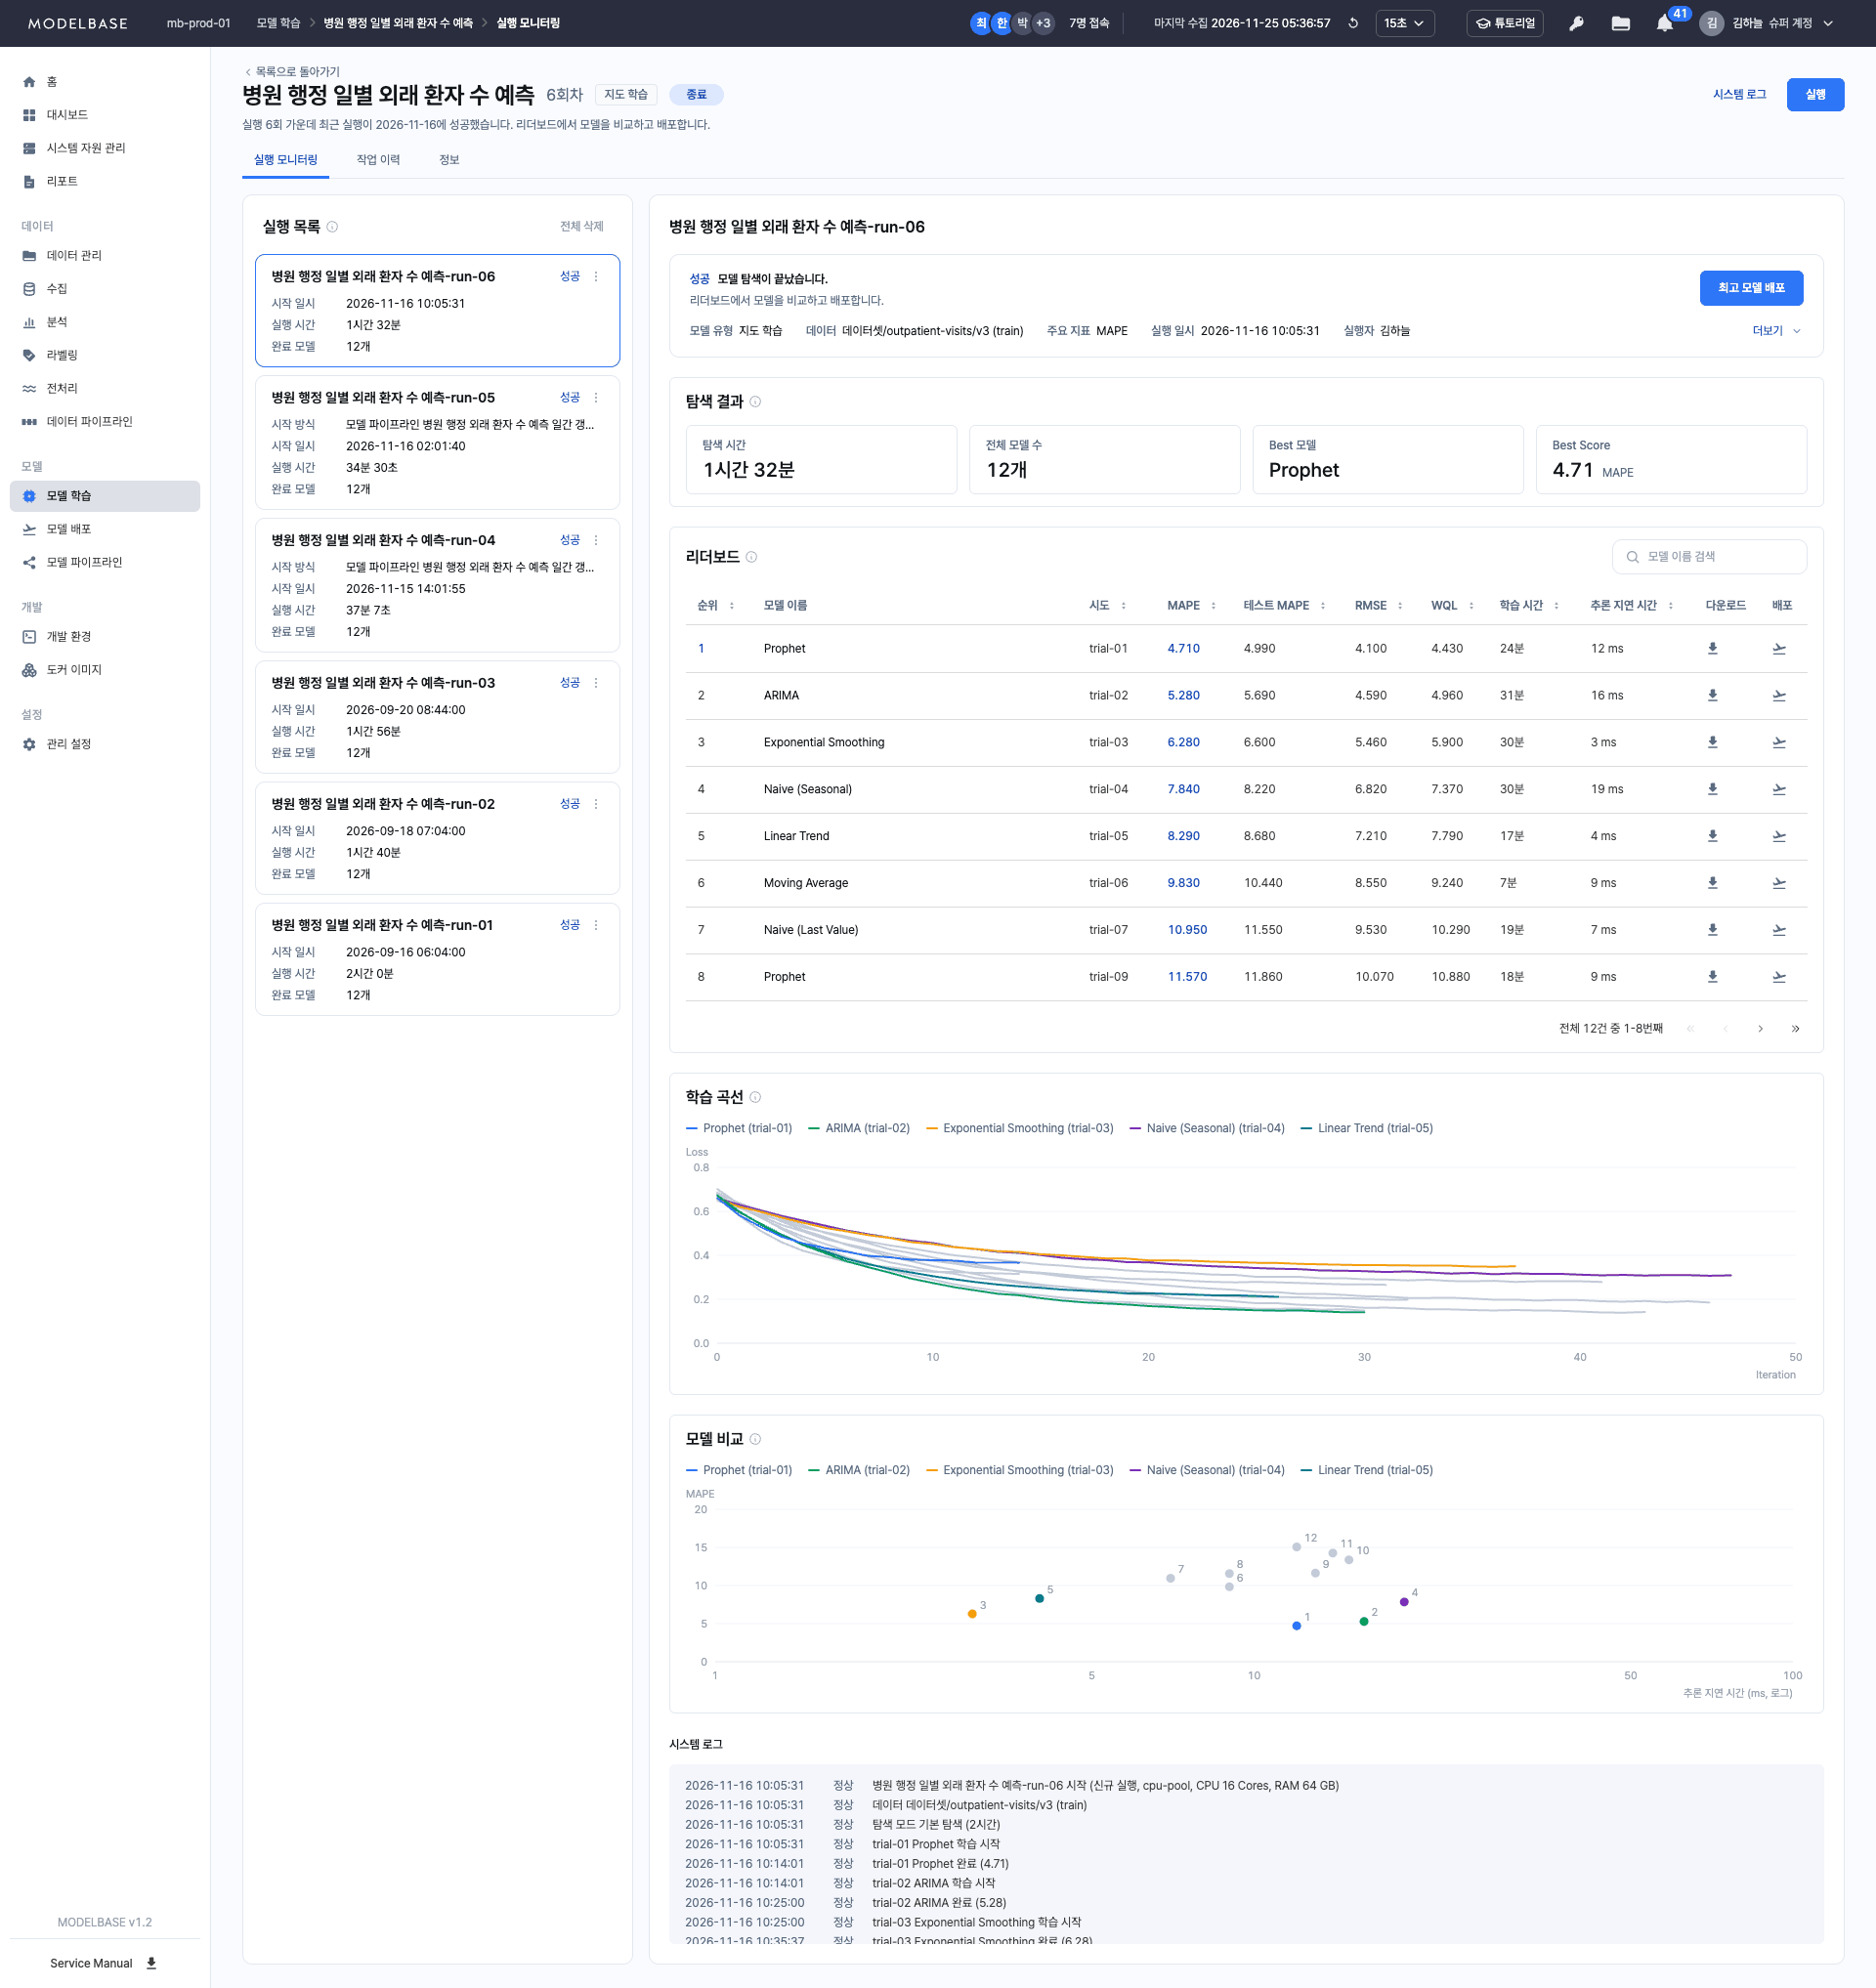 MODELBASE
mb-prod-01
모델 학습 > 병원 행정 일별 외래 환자 수 예측 > 실행 모니터링
최 한 박 +3 7명 접속
마지막 수집 2026-11-25 05:36:57
15초
튜토리얼
41
김 김하늘 슈퍼 계정
홈
대시보드
시스템 자원 관리
리포트
데이터
데이터 관리
수집
분석
라벨링
전처리
데이터 파이프라인
모델
모델 학습
모델 배포
모델 파이프라인
개발
개발 환경
도커 이미지
설정
관리 설정
MODELBASE v1.2
Service Manual
목록으로 돌아가기
병원 행정 일별 외래 환자 수 예측 6회차 지도 학습 종료
실행 6회 가운데 최근 실행이 2026-11-16에 성공했습니다. 리더보드에서 모델을 비교하고 배포합니다.
시스템 로그 실행
실행 모니터링 작업 이력 정보
실행 목록 전체 삭제
병원 행정 일별 외래 환자 수 예측-run-06 성공
시작 일시 2026-11-16 10:05:31
실행 시간 1시간 32분
완료 모델 12개
병원 행정 일별 외래 환자 수 예측-run-05 성공
시작 방식 모델 파이프라인 병원 행정 외래 환자 수 예측 일간 갱...
시작 일시 2026-11-16 02:01:40
실행 시간 34분 30초
완료 모델 12개
병원 행정 일별 외래 환자 수 예측-run-04 성공
시작 방식 모델 파이프라인 병원 행정 외래 환자 수 예측 일간 갱...
시작 일시 2026-11-15 14:01:55
실행 시간 37분 7초
완료 모델 12개
병원 행정 일별 외래 환자 수 예측-run-03 성공
시작 일시 2026-09-20 08:44:00
실행 시간 1시간 56분
완료 모델 12개
병원 행정 일별 외래 환자 수 예측-run-02 성공
시작 일시 2026-09-18 07:04:00
실행 시간 1시간 40분
완료 모델 12개
병원 행정 일별 외래 환자 수 예측-run-01 성공
시작 일시 2026-09-16 06:04:00
실행 시간 2시간 0분
완료 모델 12개
병원 행정 일별 외래 환자 수 예측-run-06
성공 모델 탐색이 끝났습니다.
리더보드에서 모델을 비교하고 배포합니다.
최고 모델 배포
모델 유형 지도 학습 데이터 데이터셋/outpatient-visits/v3 (train) 주요 지표 MAPE 실행 일시 2026-11-16 10:05:31 실행자 김하늘 더보기
탐색 결과
탐색 시간 전체 모델 수 Best 모델 Best Score
1시간 32분 12개 Prophet 4.71 MAPE
리더보드
모델 이름 검색
순위 모델 이름 시도 MAPE 테스트 MAPE RMSE WQL 학습 시간 추론 지연 시간 다운로드 배포
1 Prophet trial-01 4.710 4.990 4.100 4.430 24분 12 ms
2 ARIMA trial-02 5.280 5.690 4.590 4.960 31분 16 ms
3 Exponential Smoothing trial-03 6.280 6.600 5.460 5.900 30분 3 ms
4 Naive (Seasonal) trial-04 7.840 8.220 6.820 7.370 30분 19 ms
5 Linear Trend trial-05 8.290 8.680 7.210 7.790 17분 4 ms
6 Moving Average trial-06 9.830 10.440 8.550 9.240 7분 9 ms
7 Naive (Last Value) trial-07 10.950 11.550 9.530 10.290 19분 7 ms
8 Prophet trial-09 11.570 11.860 10.070 10.880 18분 9 ms
전체 12건 중 1-8번째
학습 곡선
Prophet (trial-01) ARIMA (trial-02) Exponential Smoothing (trial-03) Naive (Seasonal) (trial-04) Linear Trend (trial-05)
Loss
0.8
0.6
0.4
0.2
0.0
0 10 20 30 40 50
Iteration
모델 비교
Prophet (trial-01) ARIMA (trial-02) Exponential Smoothing (trial-03) Naive (Seasonal) (trial-04) Linear Trend (trial-05)
MAPE
20
15
10
5
0
12
11
10
9
8
7
6
5
4
3
2
1
1 5 10 50 100
추론 지연 시간 (ms, 로그)
시스템 로그
2026-11-16 10:05:31 정상 병원 행정 일별 외래 환자 수 예측-run-06 시작 (신규 실행, cpu-pool, CPU 16 Cores, RAM 64 GB)
2026-11-16 10:05:31 정상 데이터 데이터셋/outpatient-visits/v3 (train)
2026-11-16 10:05:31 정상 탐색 모드 기본 탐색 (2시간)
2026-11-16 10:05:31 정상 trial-01 Prophet 학습 시작
2026-11-16 10:14:01 정상 trial-01 Prophet 완료 (4.71)
2026-11-16 10:14:01 정상 trial-02 ARIMA 학습 시작
2026-11-16 10:25:00 정상 trial-02 ARIMA 완료 (5.28)
2026-11-16 10:25:00 정상 trial-03 Exponential Smoothing 학습 시작
2026-11-16 10:35:37 정상 trial-03 Exponential Smoothing 완료 (6.28)